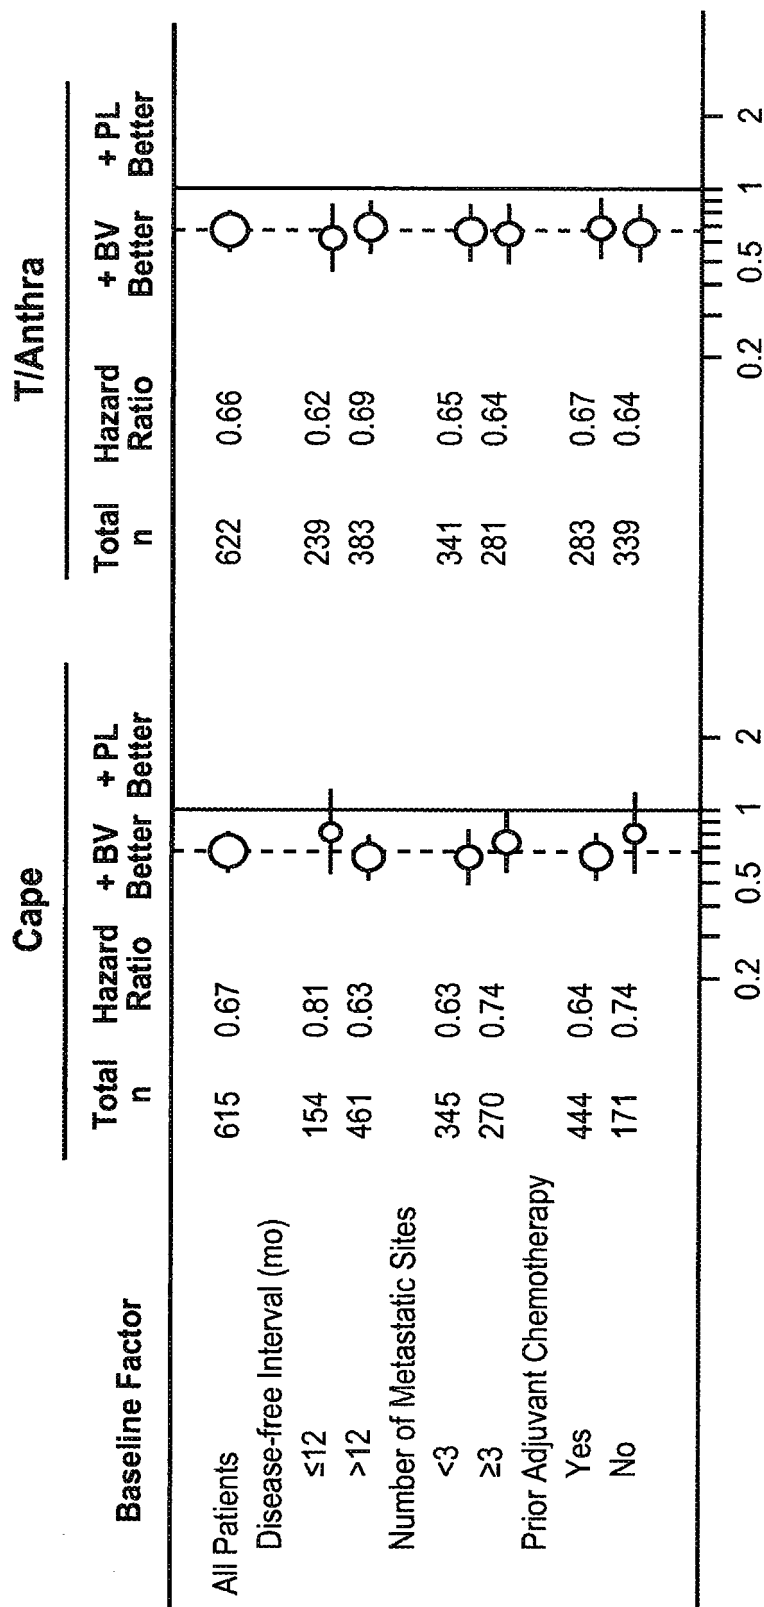 Cape T/Anthra
Baseline Factor Total n Hazard Ratio + BV Better + PL Better Total n Hazard Ratio + BV Better + PL Better
All Patients 615 0.67 622 0.66
Disease-free Interval (mo)
≤12 154 0.81 239 0.62
>12 461 0.63 383 0.69
Number of Metastatic Sites
<3 345 0.63 341 0.65
≥3 270 0.74 281 0.64
Prior Adjuvant Chemotherapy
Yes 444 0.64 283 0.67
No 171 0.74 339 0.64
0.2 0.5 1 2 0.2 0.5 1 2